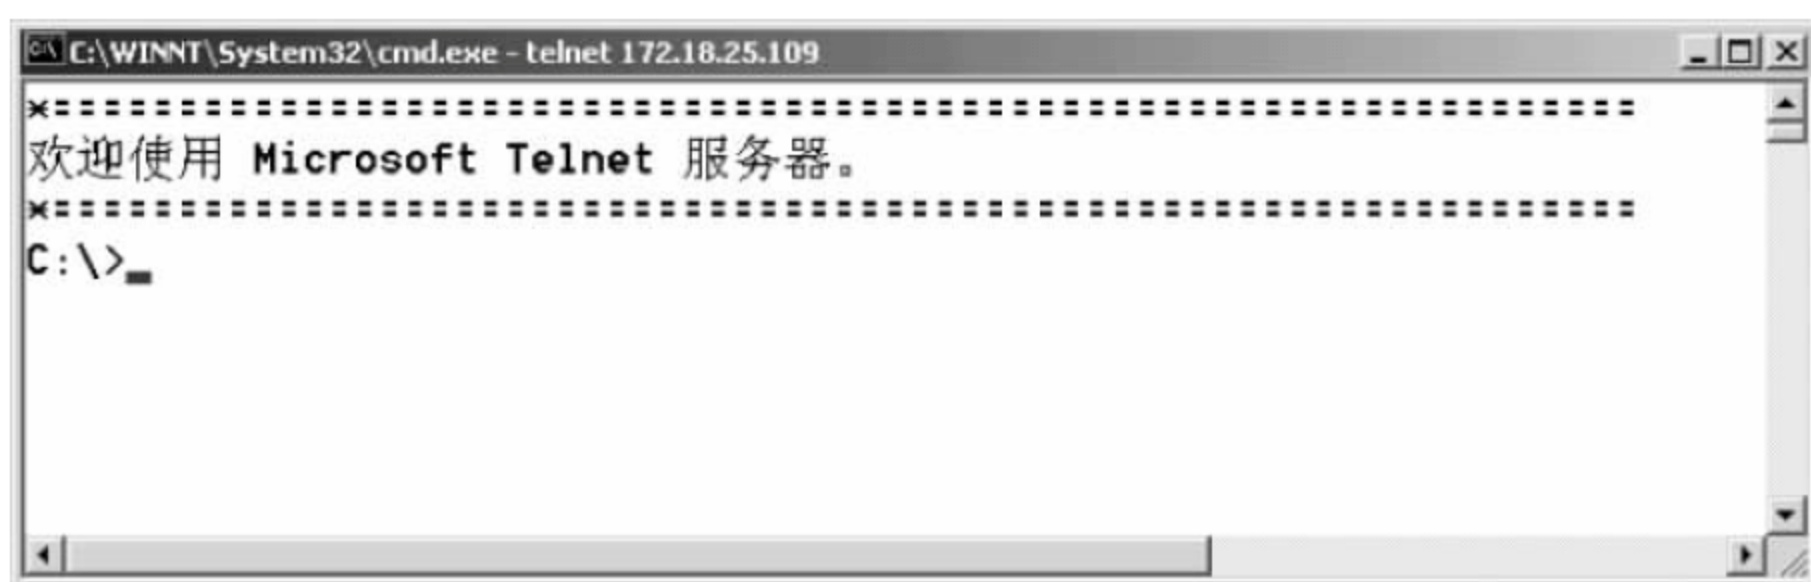 C:\WINNT\System32\cmd.exe - telnet 172.18.25.109
*===============================================================
欢迎使用 Microsoft Telnet 服务器。
*===============================================================
C:\>_